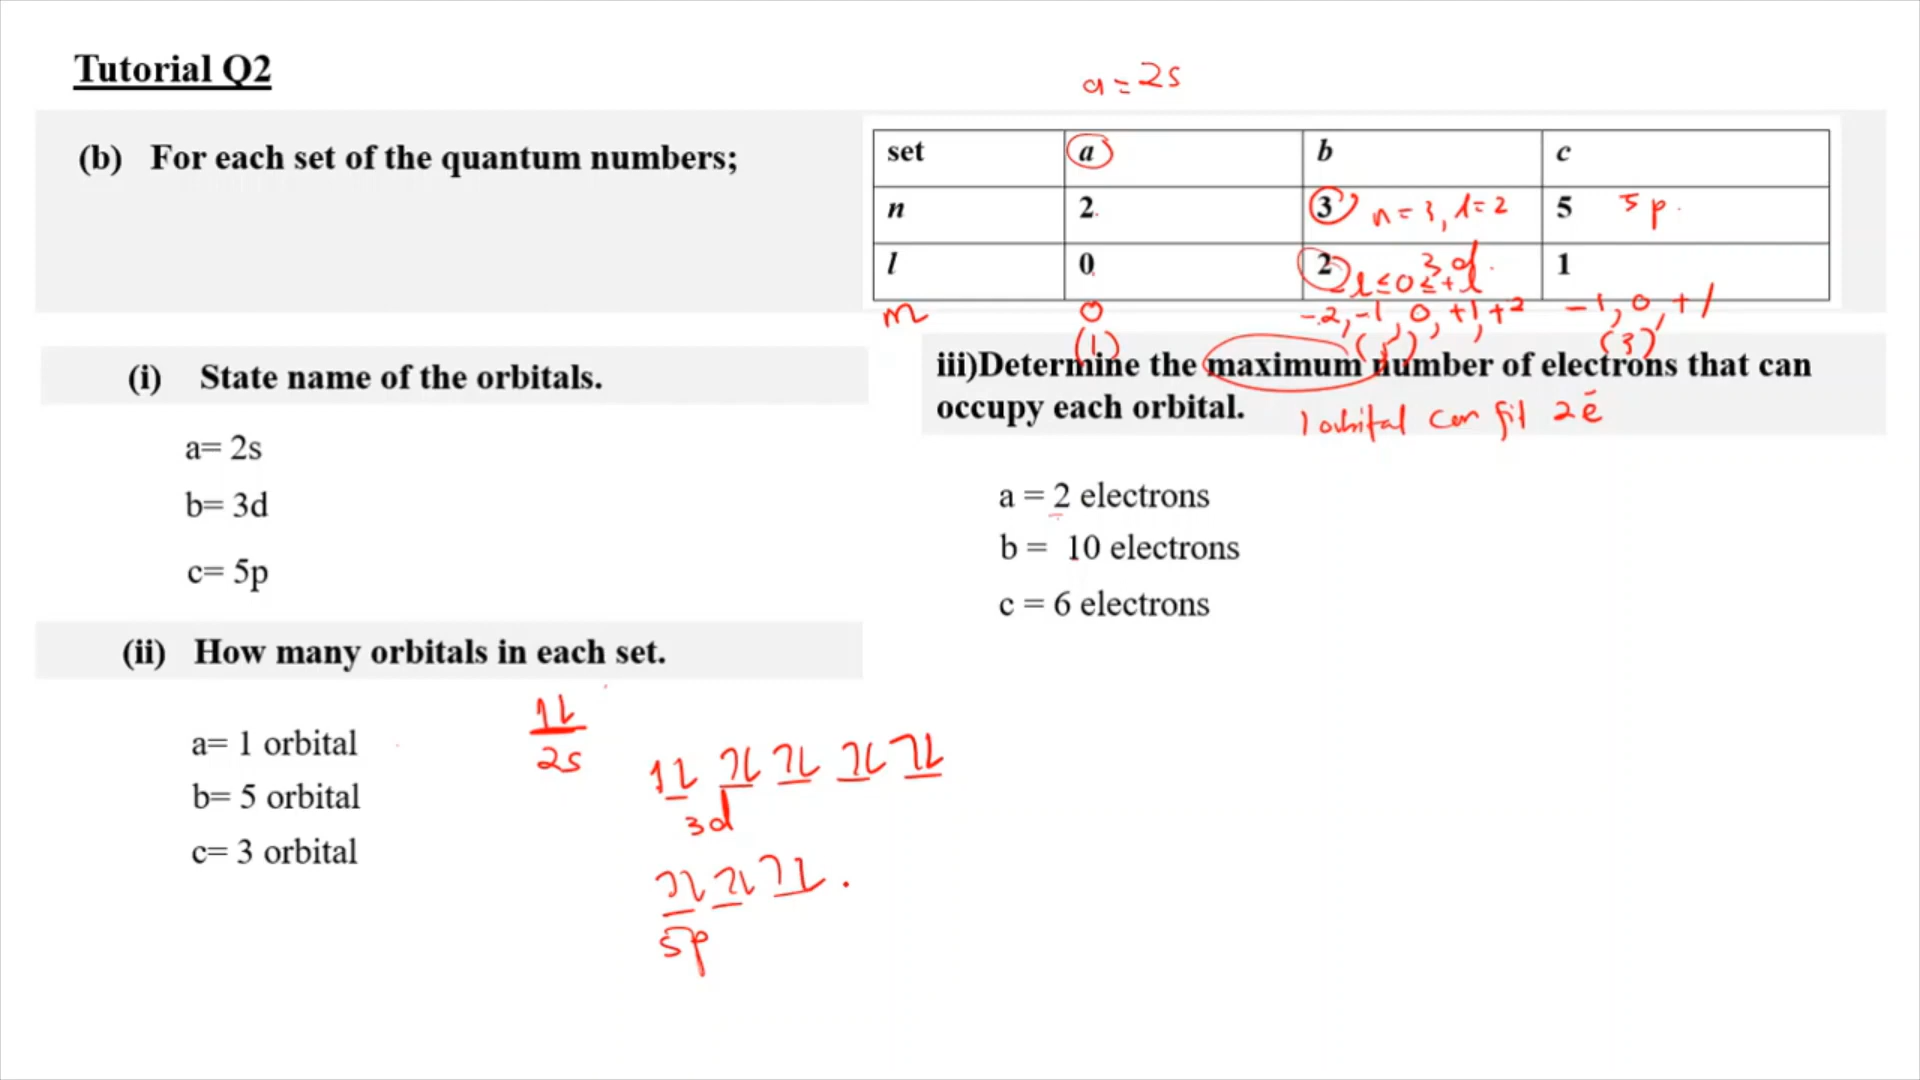 Tutorial Q2
a = 2s
(b) For each set of the quantum numbers;
set a b c
n 2 3 n = 3, l = 2 5 5p
l 0 2 3d 1
l ≤ 0 ≤ +l
m 0 -2, -1, 0, +1, +2 -1, 0, +1
(1) (3)
(i) State name of the orbitals.
a= 2s
b= 3d
c= 5p
(ii) How many orbitals in each set.
a= 1 orbital
b= 5 orbital
c= 3 orbital
2s
3d
5p
iii)Determine the maximum number of electrons that can
occupy each orbital.
1 orbital can fit 2e̅
a = 2 electrons
b = 10 electrons
c = 6 electrons